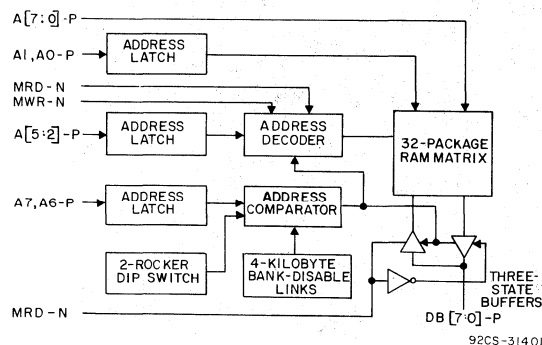 A[7:0]-P
A1,A0-P
ADDRESS
LATCH
MRD-N
MWR-N
A[5:2]-P
ADDRESS
LATCH
ADDRESS
DECODER
32-PACKAGE
RAM MATRIX
A7,A6-P
ADDRESS
LATCH
ADDRESS
COMPARATOR
2-ROCKER
DIP SWITCH
4-KILOBYTE
BANK-DISABLE
LINKS
THREE-
STATE
BUFFERS
MRD-N
DB[7:0]-P
92CS-31401